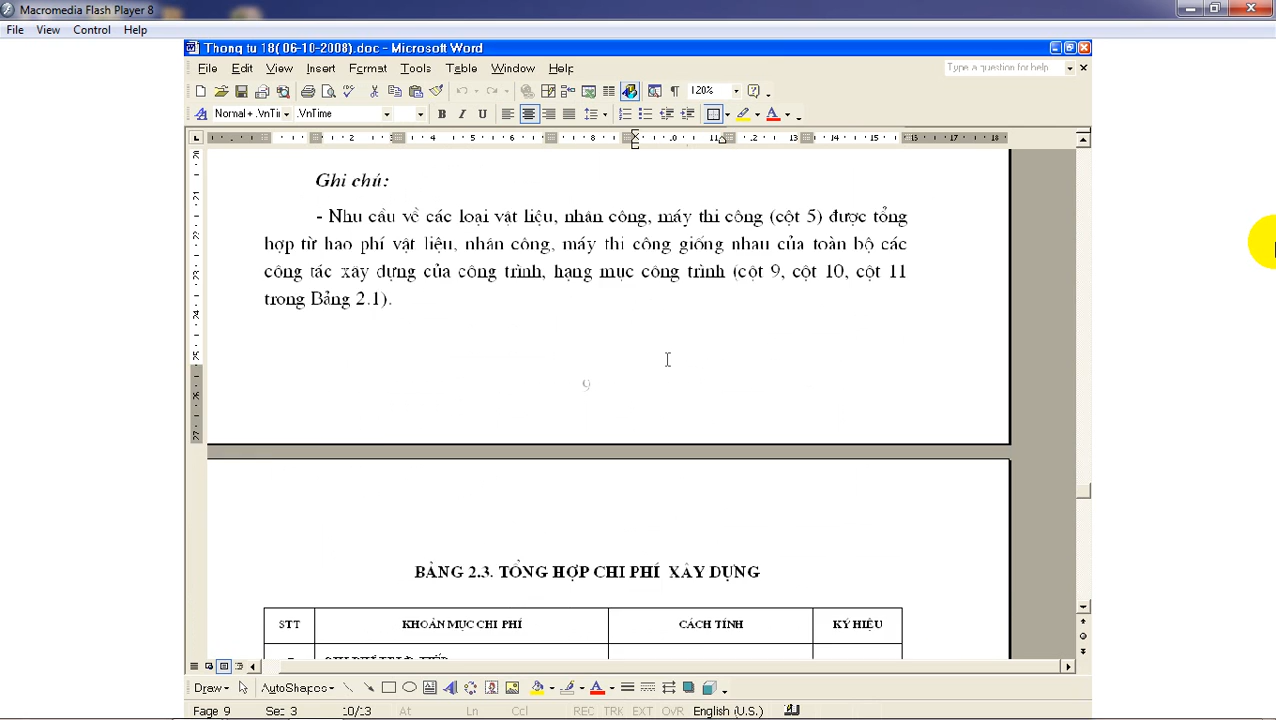 Macromedia Flash Player 8
File View Control Help
Thong tu 18( 06-10-2008).doc - Microsoft Word
File Edit View Insert Format Tools Table Window Help
Type a question for help
120%
Normal + .VnTim .VnTime B I U
Ghi chú:
- Nhu cầu về các loại vật liệu, nhân công, máy thi công (cột 5) được tổng
hợp từ hao phí vật liệu, nhân công, máy thi công giống nhau của toàn bộ các
công tác xây dựng của công trình, hạng mục công trình (cột 9, cột 10, cột 11
trong Bảng 2.1).
9
BẢNG 2.3. TỔNG HỢP CHI PHÍ XÂY DỰNG
STT KHOẢN MỤC CHI PHÍ CÁCH TÍNH KÝ HIỆU
Draw AutoShapes
Page 9 Sec 3 10/13 At Ln Col REC TRK EXT OVR English (U.S.)